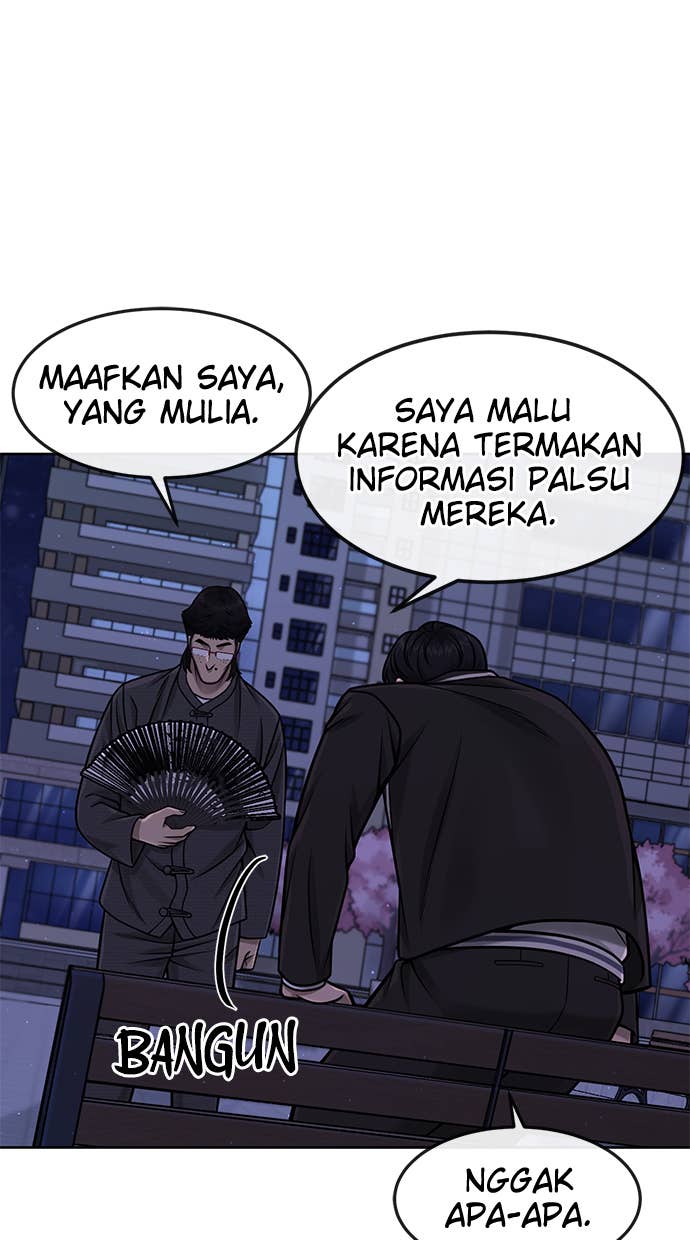 MAAFKAN SAYA,
YANG MULIA.
SAYA MALU
KARENA TERMAKAN
INFORMASI PALSU
MEREKA.
BANGUN
NGGAK
APA-APA.